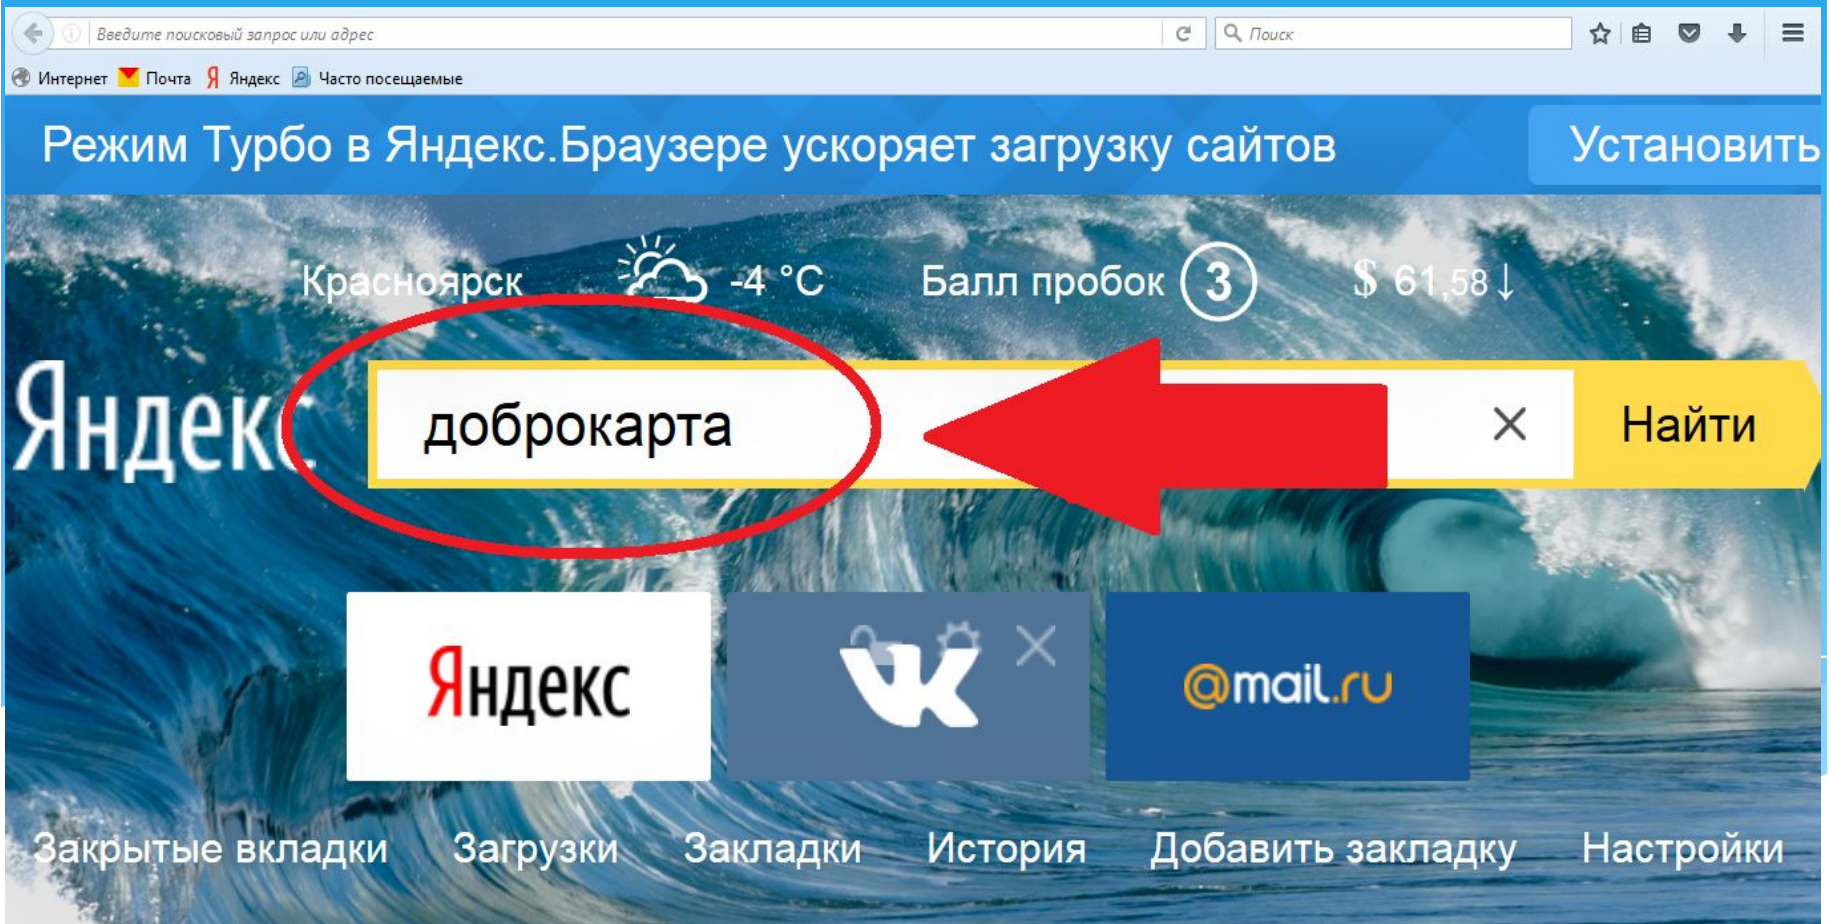 Введите поисковый запрос или адрес
Поиск
Интернет Почта Яндекс Часто посещаемые
Режим Турбо в Яндекс.Браузере ускоряет загрузку сайтов Установить
Красноярск -4 °C Балл пробок 3 $ 61,58↓
Яндекс доброкарта Найти
Яндекс @mail.ru
Закрытые вкладки Загрузки Закладки История Добавить закладку Настройки